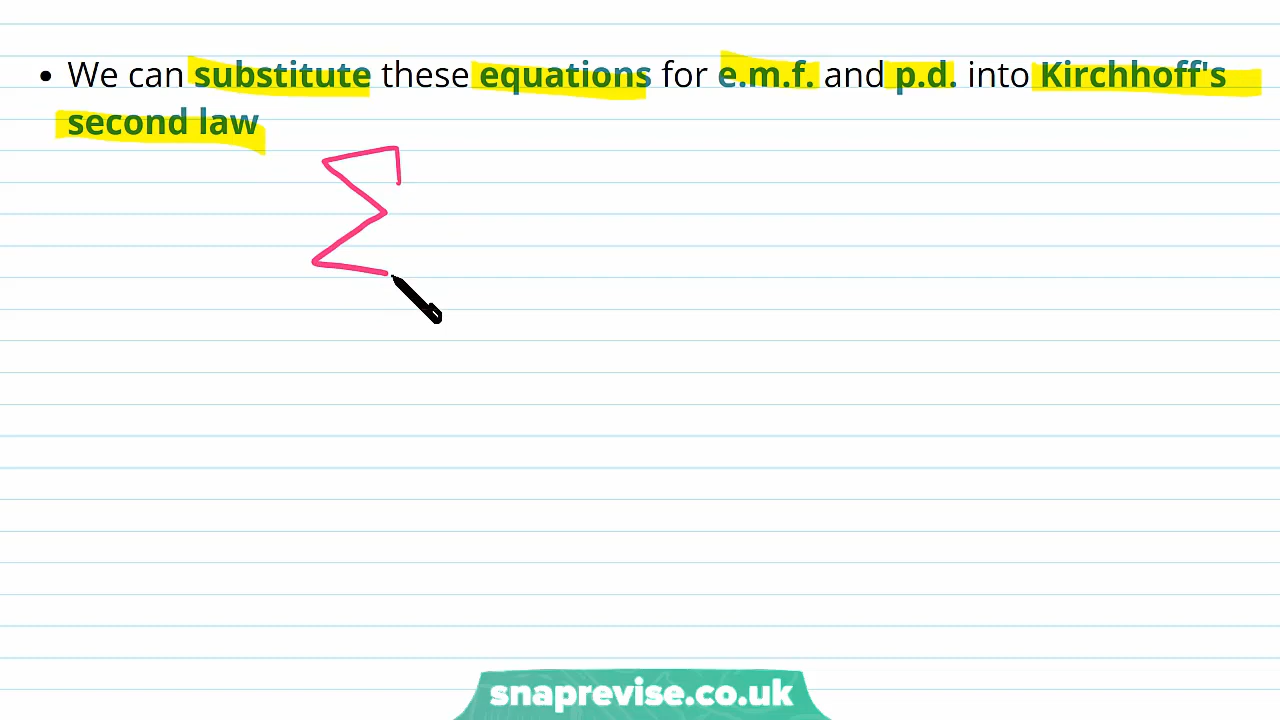 • We can substitute these equations for e.m.f. and p.d. into Kirchhoff's
second law
Σ
snaprevise.co.uk